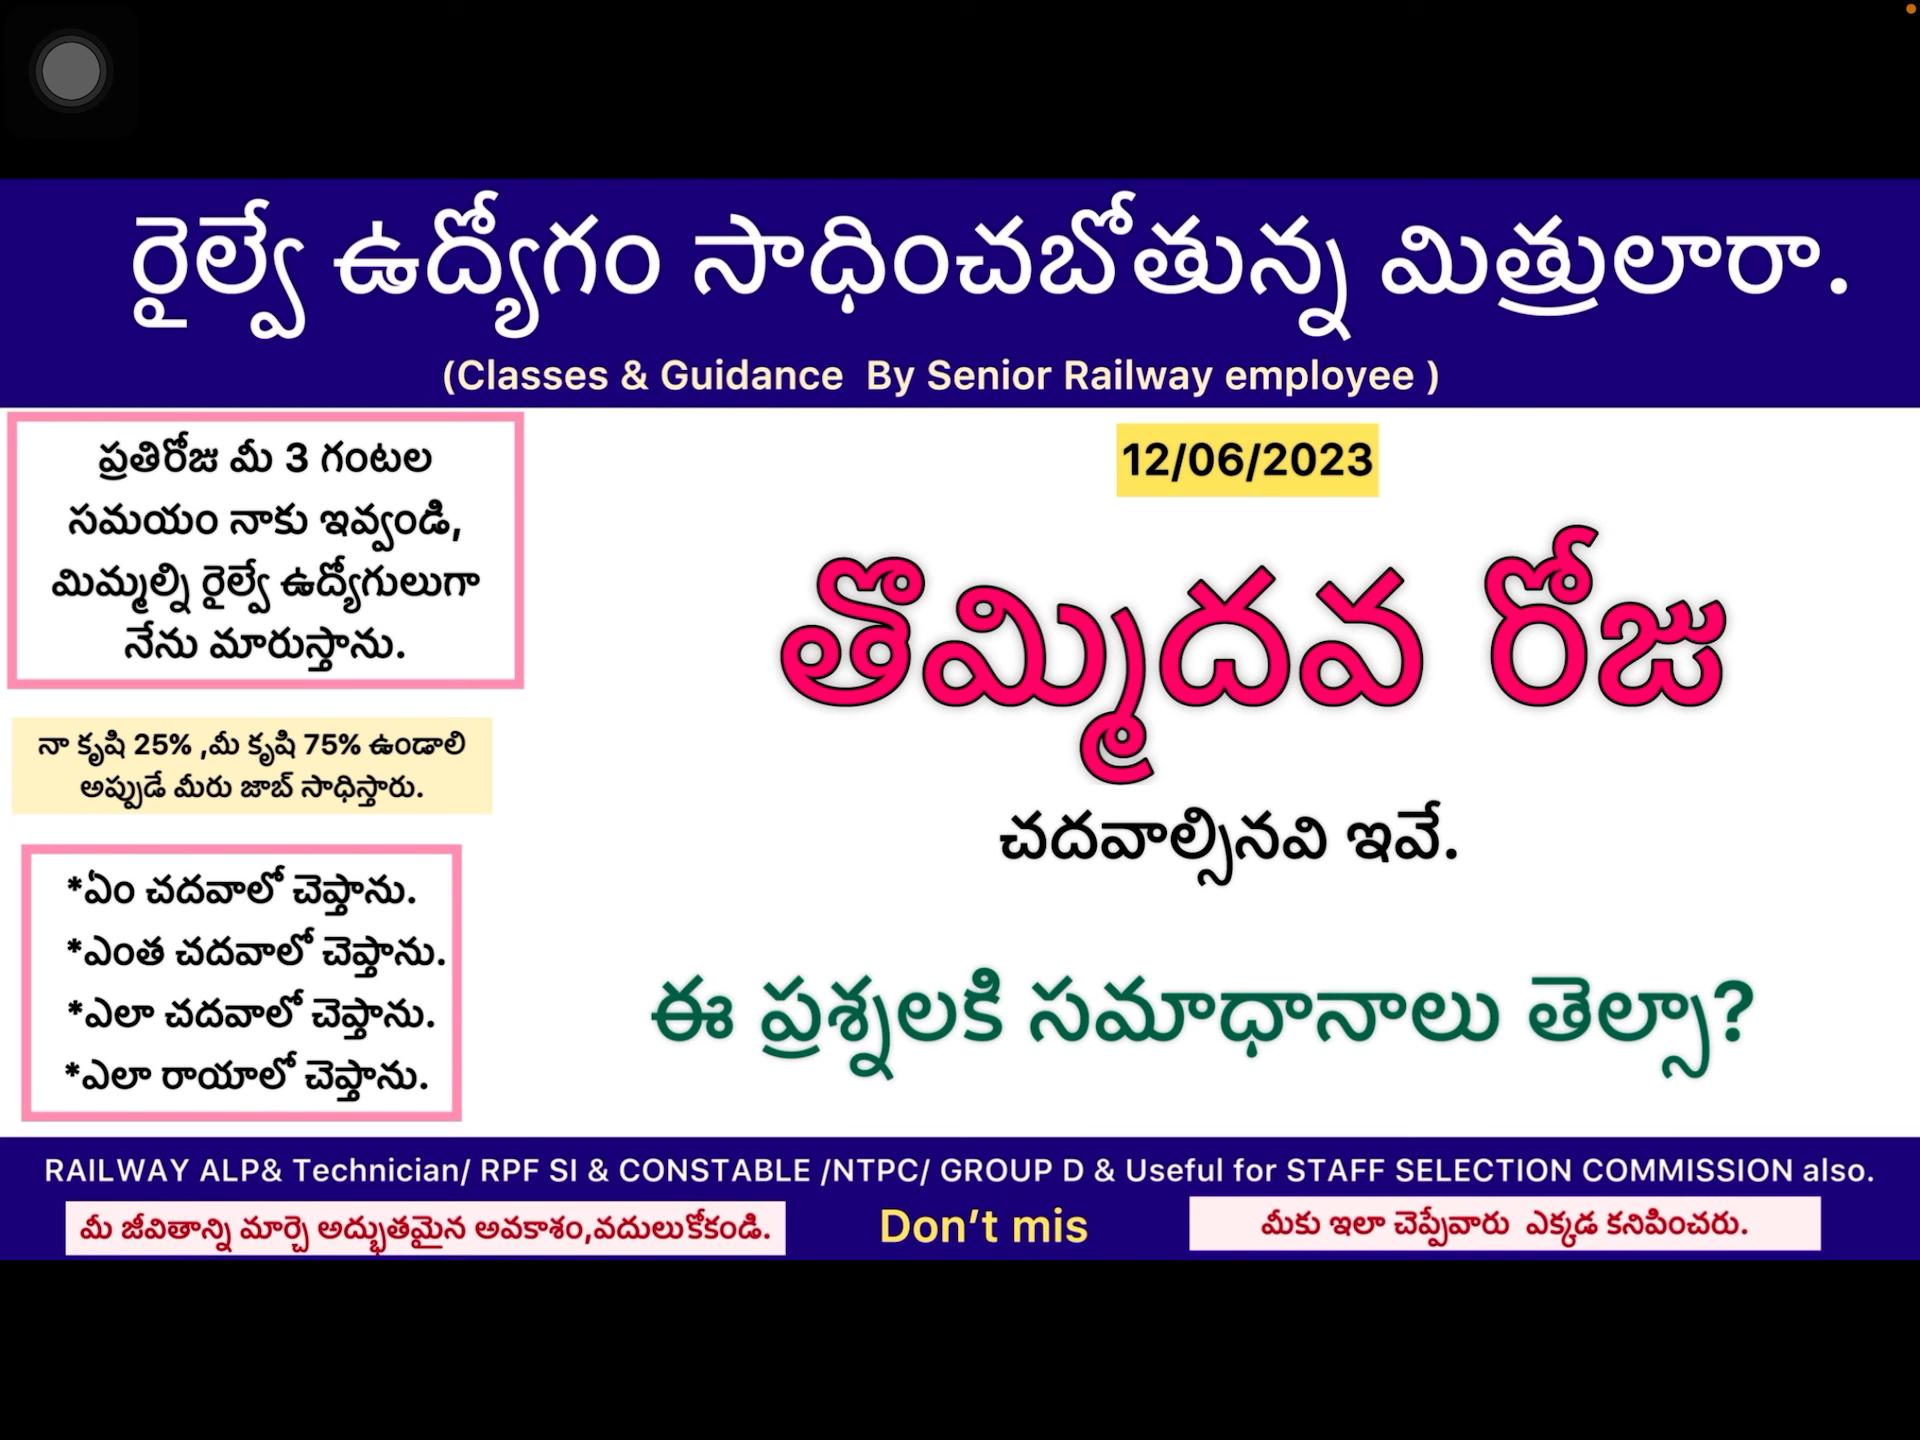 రైల్వే ఉద్యోగం సాధించబోతున్న మిత్రులారా.
(Classes & Guidance By Senior Railway employee )
ప్రతిరోజు మీ 3 గంటల
సమయం నాకు ఇవ్వండి,
మిమ్మల్ని రైల్వే ఉద్యోగులుగా
నేను మారుస్తాను.
నా కృషి 25% ,మీ కృషి 75% ఉండాలి
అప్పుడే మీరు జాబ్ సాధిస్తారు.
*ఏం చదవాలో చెప్తాను.
*ఎంత చదవాలో చెప్తాను.
*ఎలా చదవాలో చెప్తాను.
*ఎలా రాయాలో చెప్తాను.
12/06/2023
తొమ్మిదవ రోజు
చదవాల్సినవి ఇవే.
ఈ ప్రశ్నలకి సమాధానాలు తెల్సా?
RAILWAY ALP& Technician/ RPF SI & CONSTABLE /NTPC/ GROUP D & Useful for STAFF SELECTION COMMISSION also.
మీ జీవితాన్ని మార్చె అద్భుతమైన అవకాశం,వదులుకోకండి.
Don’t mis
మీకు ఇలా చెప్పేవారు ఎక్కడ కనిపించరు.